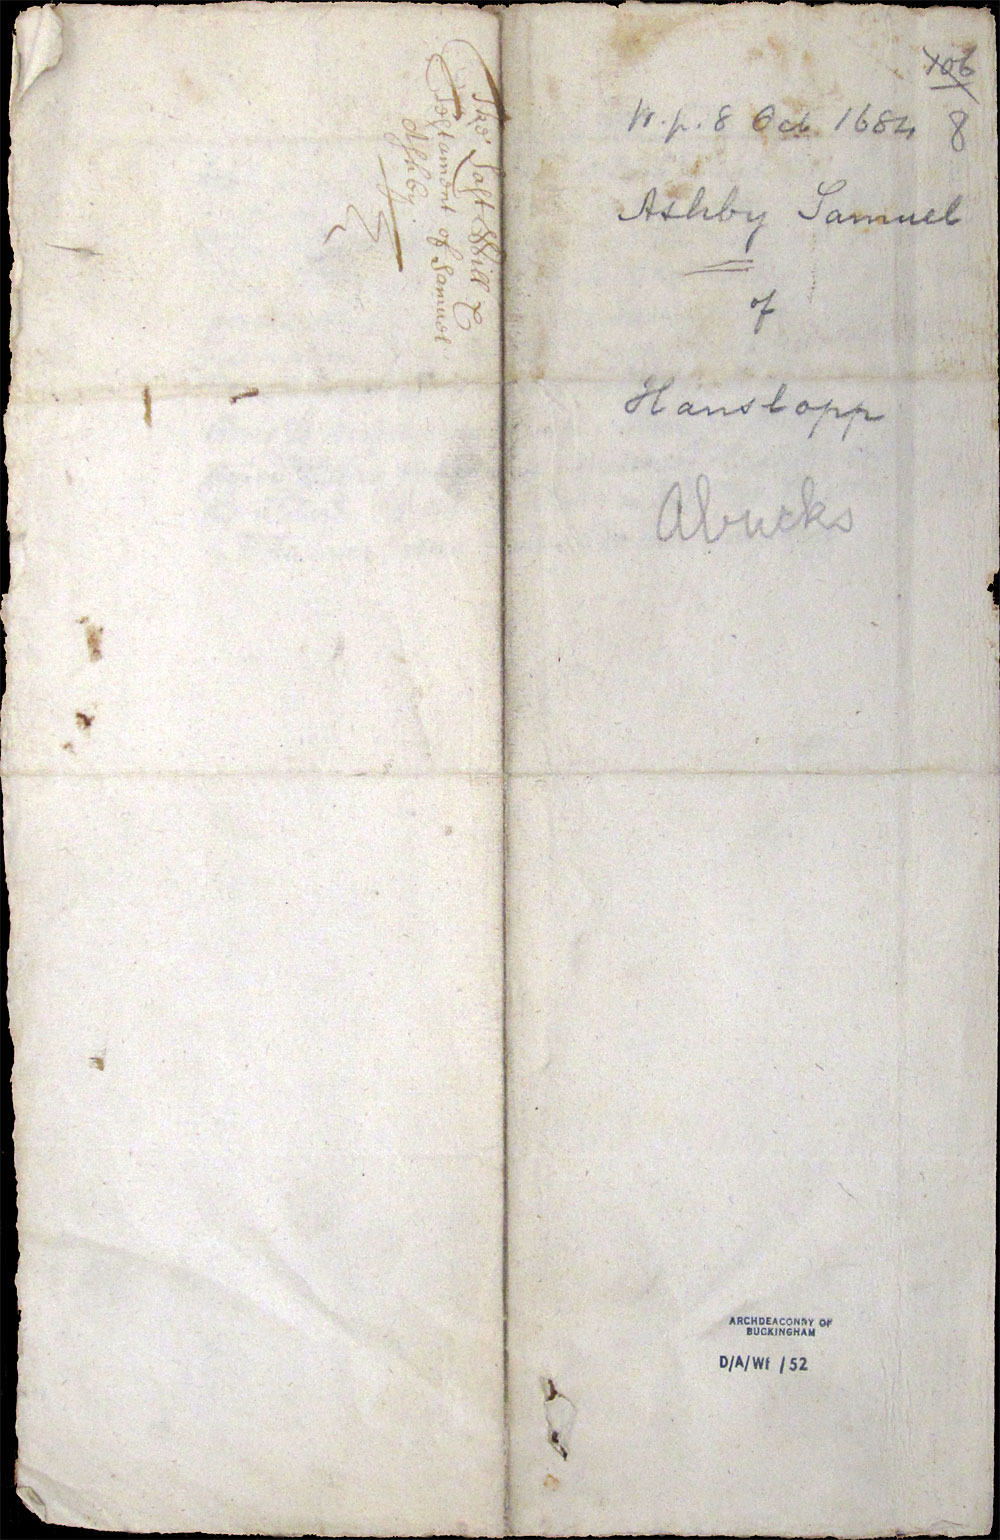 The Last Will &
Testament of Samuel
Ashby
106
W.p. 8 Oct 1684 8
Ashby Samuel
of
Hanslopp
Abucks
ARCHDEACONRY OF
BUCKINGHAM
D/A/Wf / 52